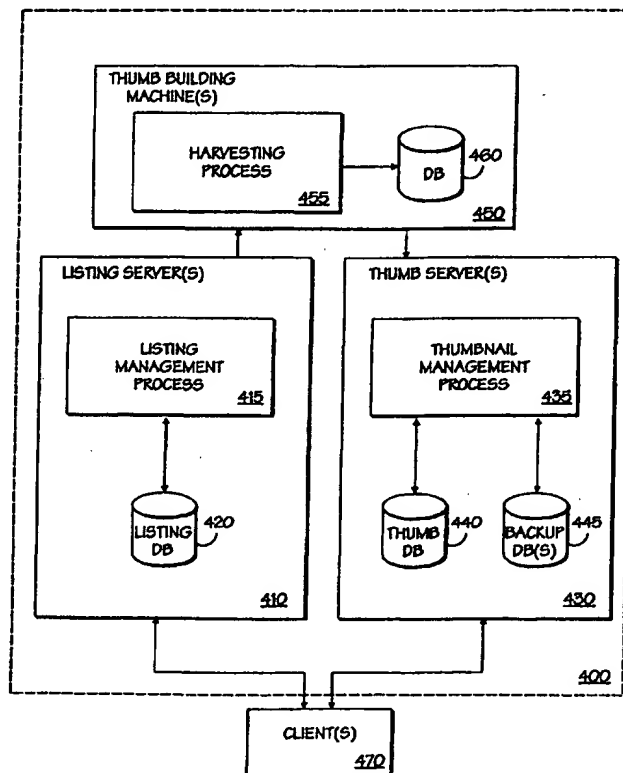 THUMB BUILDING
MACHINE(S)
HARVESTING
PROCESS
455
DB
460
450
LISTING SERVER(S)
LISTING
MANAGEMENT
PROCESS
415
LISTING
DB
420
410
THUMB SERVER(S)
THUMBNAIL
MANAGEMENT
PROCESS
435
THUMB
DB
440
BACKUP
DB(S)
445
430
400
CLIENT(S)
470